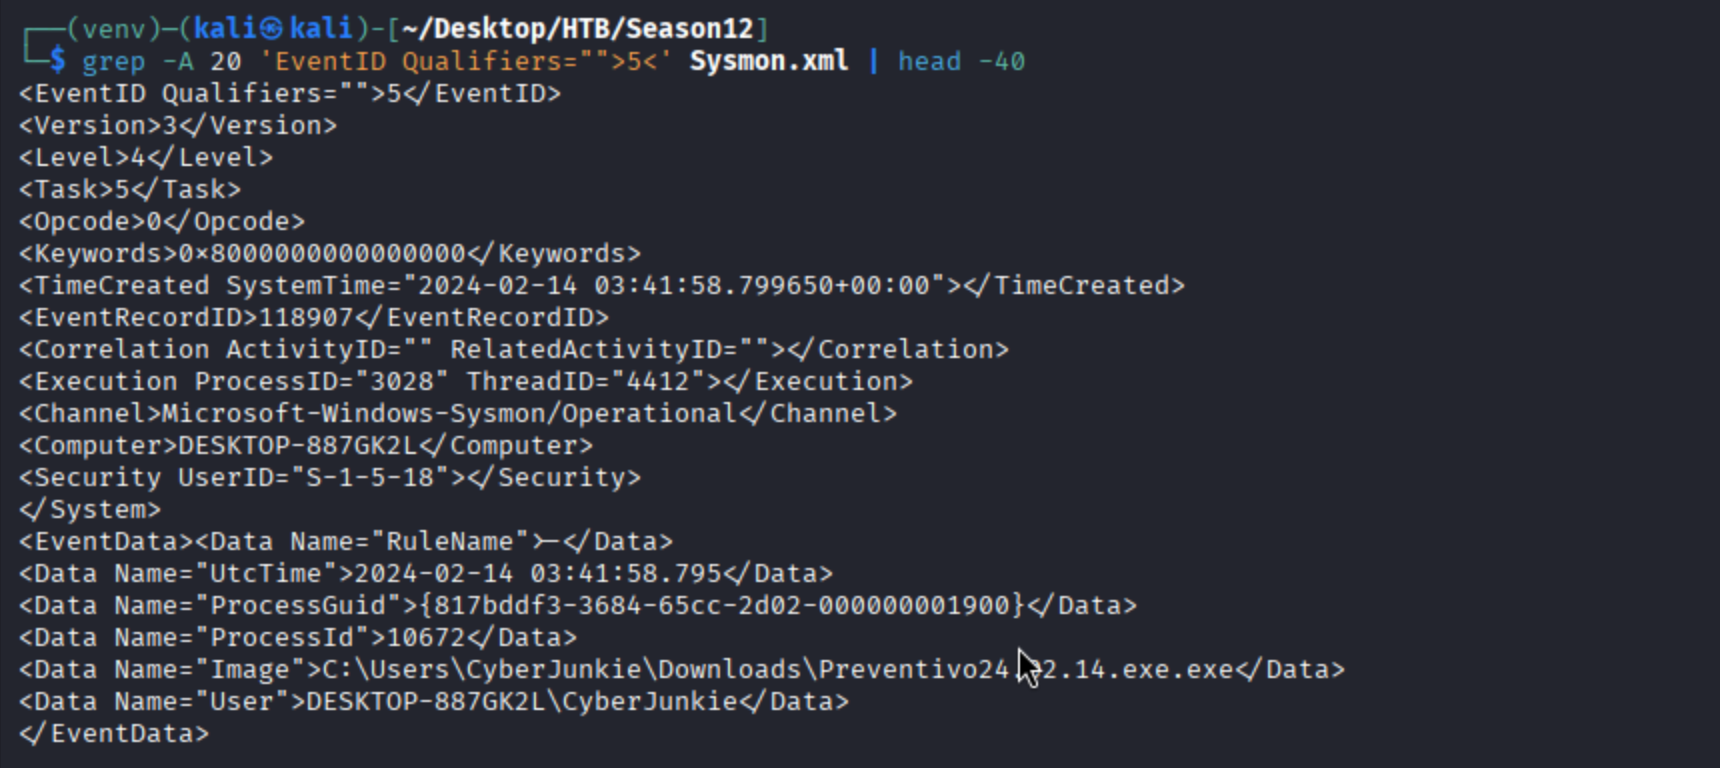 ┌──(venv)─(kali㉿kali)-[~/Desktop/HTB/Season12]
└─$ grep -A 20 'EventID Qualifiers="">5<' Sysmon.xml | head -40
<EventID Qualifiers="">5</EventID>
<Version>3</Version>
<Level>4</Level>
<Task>5</Task>
<Opcode>0</Opcode>
<Keywords>0x8000000000000000</Keywords>
<TimeCreated SystemTime="2024-02-14 03:41:58.799650+00:00"></TimeCreated>
<EventRecordID>118907</EventRecordID>
<Correlation ActivityID="" RelatedActivityID=""></Correlation>
<Execution ProcessID="3028" ThreadID="4412"></Execution>
<Channel>Microsoft-Windows-Sysmon/Operational</Channel>
<Computer>DESKTOP-887GK2L</Computer>
<Security UserID="S-1-5-18"></Security>
</System>
<EventData><Data Name="RuleName">-</Data>
<Data Name="UtcTime">2024-02-14 03:41:58.795</Data>
<Data Name="ProcessGuid">{817bddf3-3684-65cc-2d02-000000001900}</Data>
<Data Name="ProcessId">10672</Data>
<Data Name="Image">C:\Users\CyberJunkie\Downloads\Preventivo24.02.14.exe.exe</Data>
<Data Name="User">DESKTOP-887GK2L\CyberJunkie</Data>
</EventData>